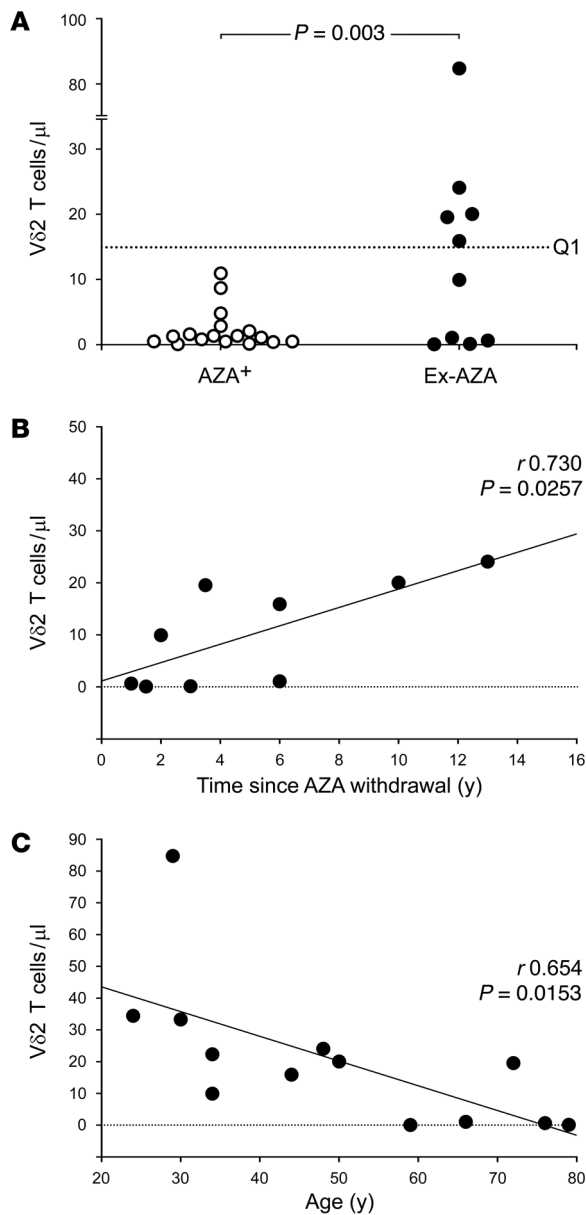 A
P = 0.003
100
80
30
20
10
0
Vδ2 T cells/µl
Q1
AZA+
Ex-AZA
B
50
40
30
20
10
0
Vδ2 T cells/µl
r 0.730
P = 0.0257
0 2 4 6 8 10 12 14 16
Time since AZA withdrawal (y)
C
90
80
70
60
50
40
30
20
10
0
Vδ2 T cells/µl
r 0.654
P = 0.0153
20 30 40 50 60 70 80
Age (y)